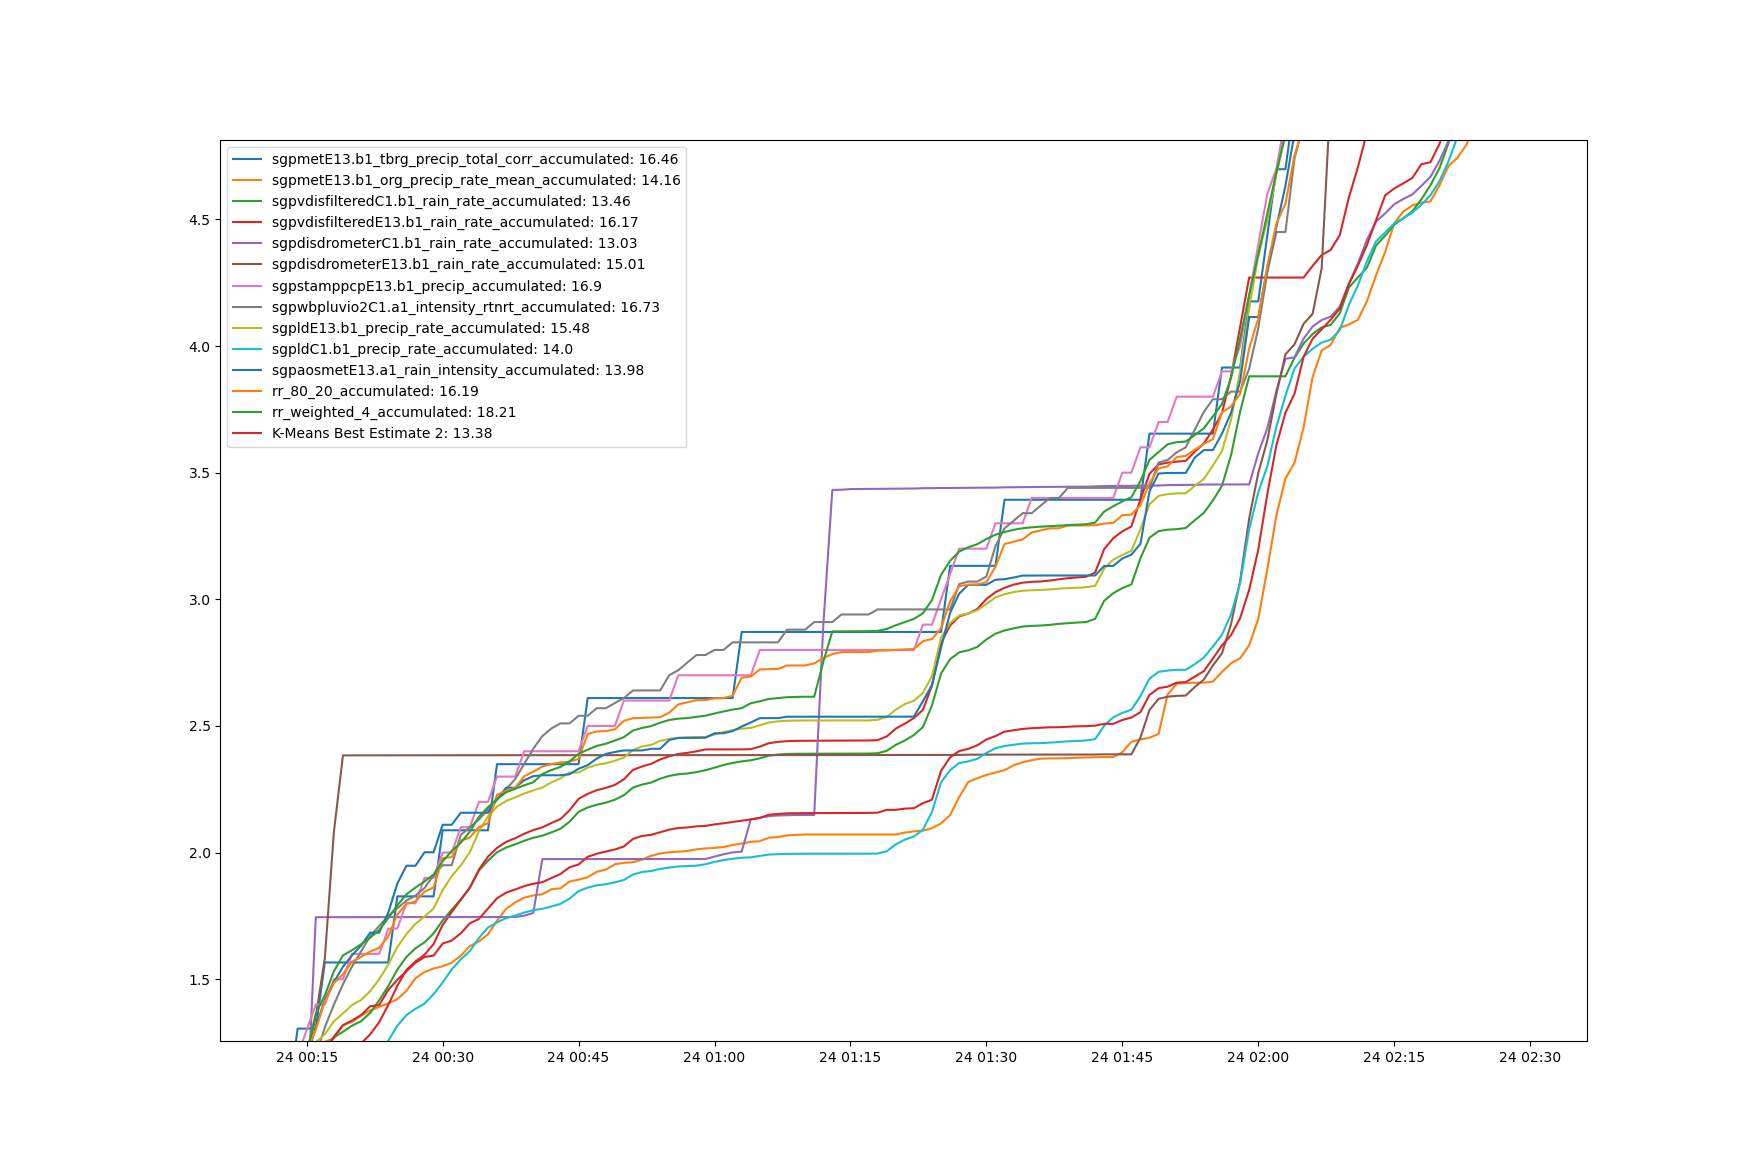 sgpmetE13.b1_tbrg_precip_total_corr_accumulated: 16.46
sgpmetE13.b1_org_precip_rate_mean_accumulated: 14.16
sgpvdisfilteredC1.b1_rain_rate_accumulated: 13.46
sgpvdisfilteredE13.b1_rain_rate_accumulated: 16.17
sgpdisdrometerC1.b1_rain_rate_accumulated: 13.03
sgpdisdrometerE13.b1_rain_rate_accumulated: 15.01
sgpstamppcpE13.b1_precip_accumulated: 16.9
sgpwbpluvio2C1.a1_intensity_rtnrt_accumulated: 16.73
sgpldE13.b1_precip_rate_accumulated: 15.48
sgpldC1.b1_precip_rate_accumulated: 14.0
sgpaosmetE13.a1_rain_intensity_accumulated: 13.98
rr_80_20_accumulated: 16.19
rr_weighted_4_accumulated: 18.21
K-Means Best Estimate 2: 13.38
4.5
4.0
3.5
3.0
2.5
2.0
1.5
24 00:15 24 00:30 24 00:45 24 01:00 24 01:15 24 01:30 24 01:45 24 02:00 24 02:15 24 02:30